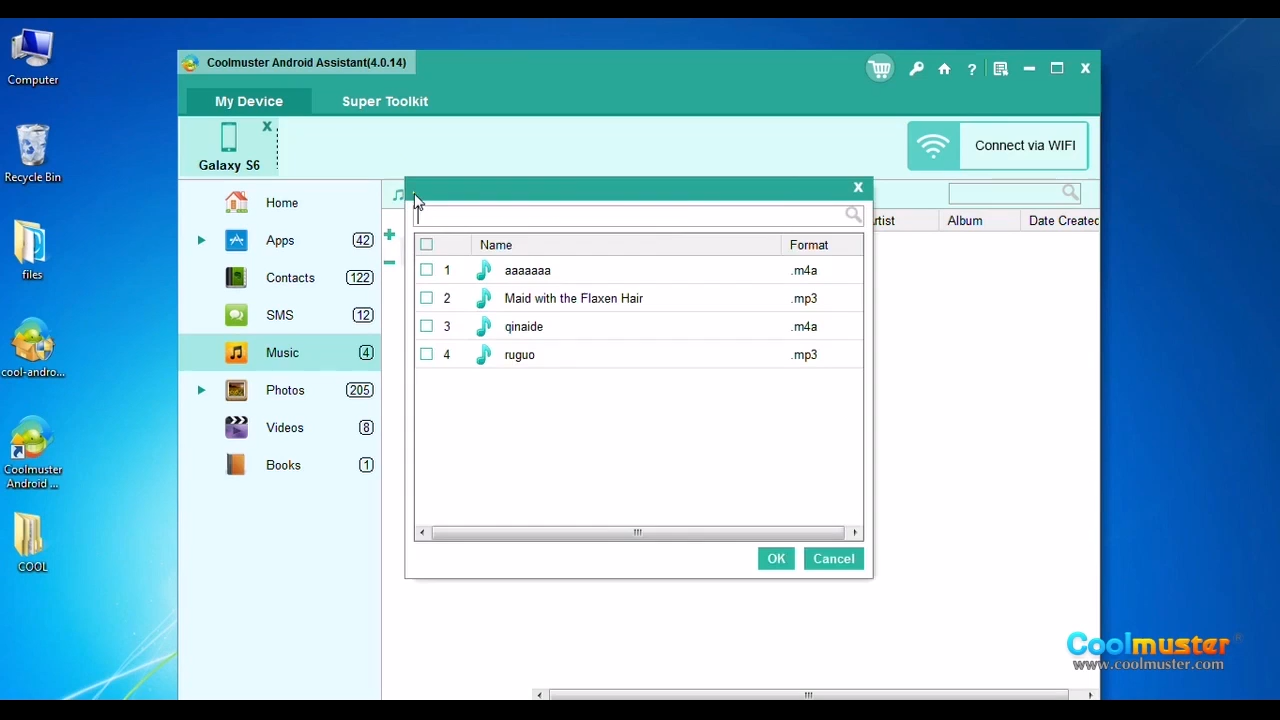 Computer
Recycle Bin
files
cool-andro...
Coolmuster
Android ...
COOL
Coolmuster Android Assistant(4.0.14)
?
X
My Device
Super Toolkit
X
Galaxy S6
Connect via WIFI
Home
Apps 42
Contacts 122
SMS 12
Music 4
Photos 205
Videos 8
Books 1
Album
Date Created
X
Name Format
1 aaaaaaa .m4a
2 Maid with the Flaxen Hair .mp3
3 qinaide .m4a
4 ruguo .mp3
OK Cancel
Coolmuster®
www.coolmuster.com